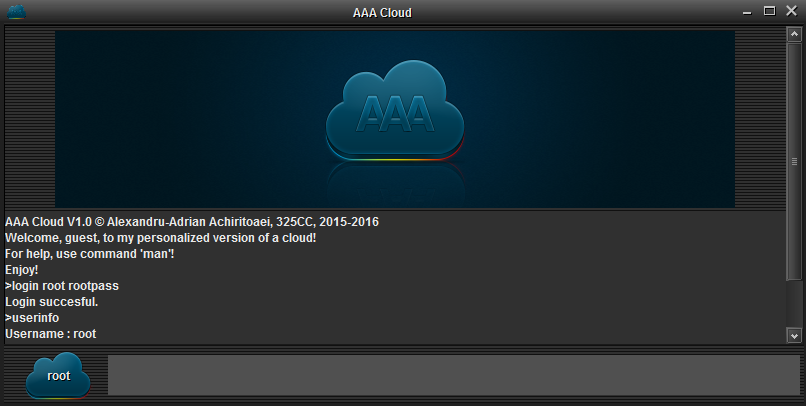 AAA Cloud
AAA
AAA Cloud V1.0 © Alexandru-Adrian Achiritoaei, 325CC, 2015-2016
Welcome, guest, to my personalized version of a cloud!
For help, use command 'man'!
Enjoy!
>login root rootpass
Login succesful.
>userinfo
Username : root
root